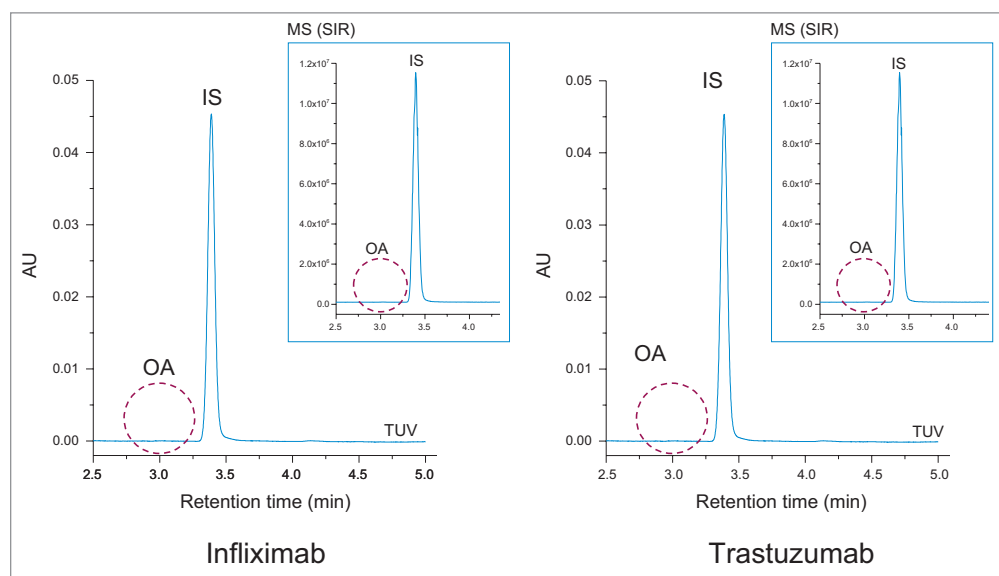 MS (SIR)
IS
1.2x10⁷
1.0x10⁷
8.0x10⁶
6.0x10⁶
4.0x10⁶
2.0x10⁶
0.0
OA
2.5 3.0 3.5 4.0
0.05
0.04
0.03
0.02
0.01
0.00
AU
IS
OA
TUV
2.5 3.0 3.5 4.0 4.5 5.0
Retention time (min)
Infliximab
MS (SIR)
IS
1.2x10⁷
1.0x10⁷
8.0x10⁶
6.0x10⁶
4.0x10⁶
2.0x10⁶
0.0
OA
2.5 3.0 3.5 4.0
0.05
0.04
0.03
0.02
0.01
0.00
AU
IS
OA
TUV
2.5 3.0 3.5 4.0 4.5 5.0
Retention time (min)
Trastuzumab